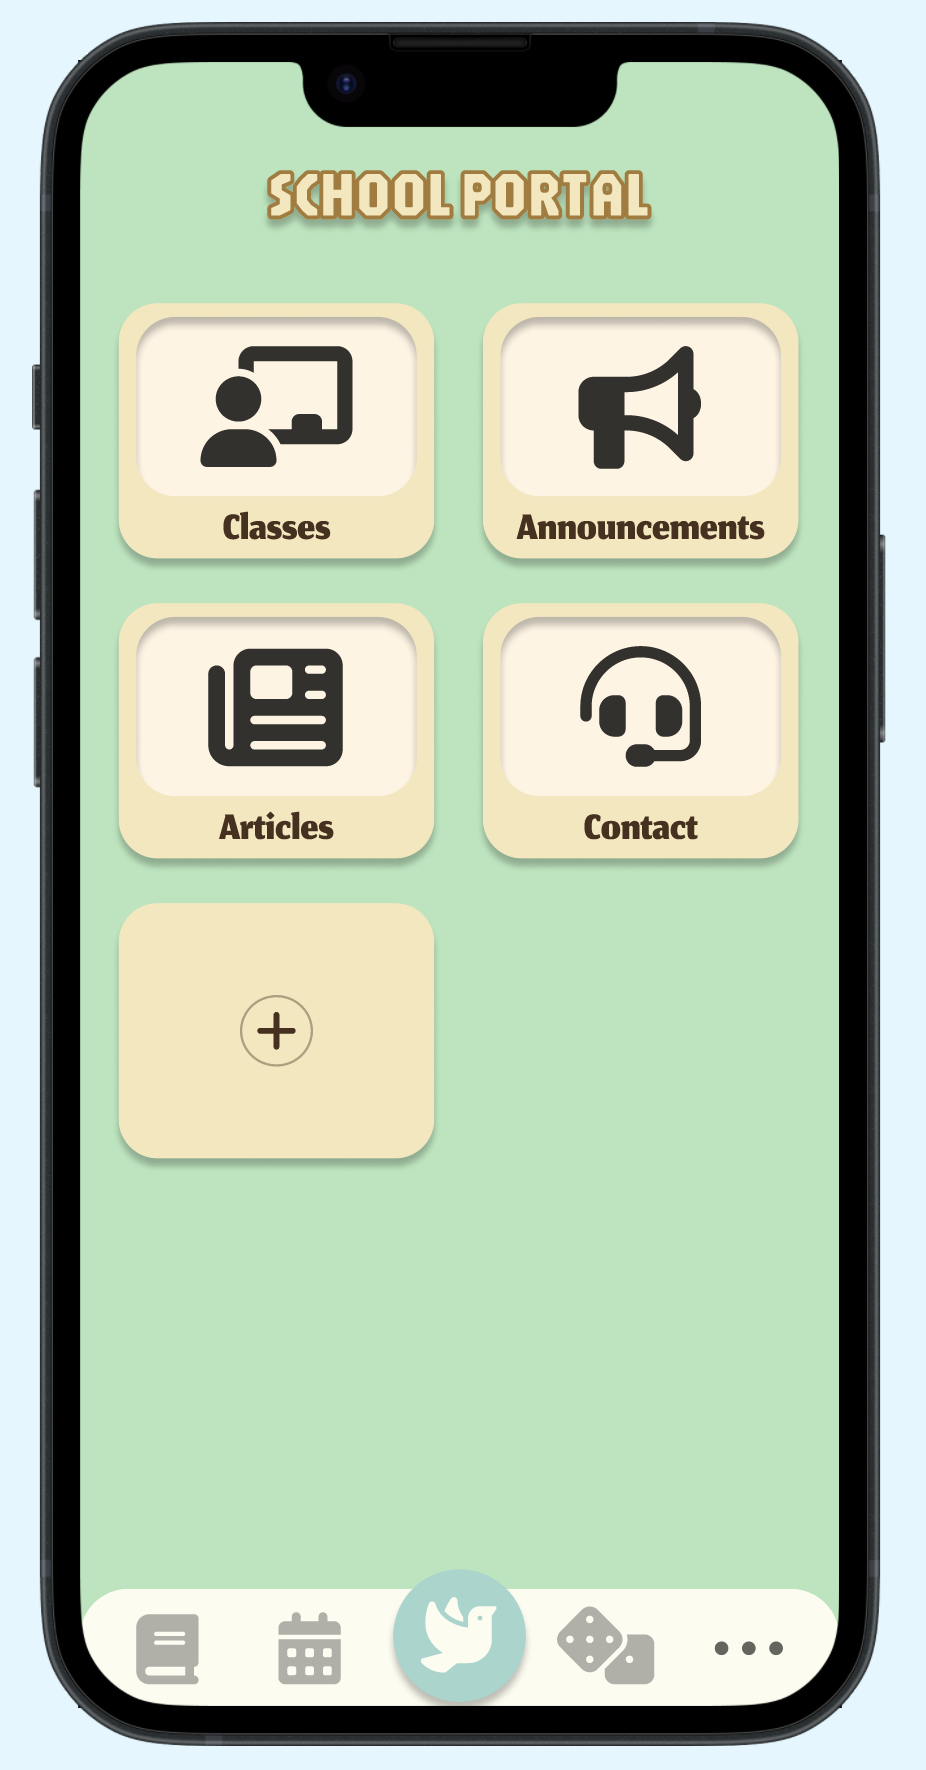 SCHOOL PORTAL
Classes
Announcements
Articles
Contact